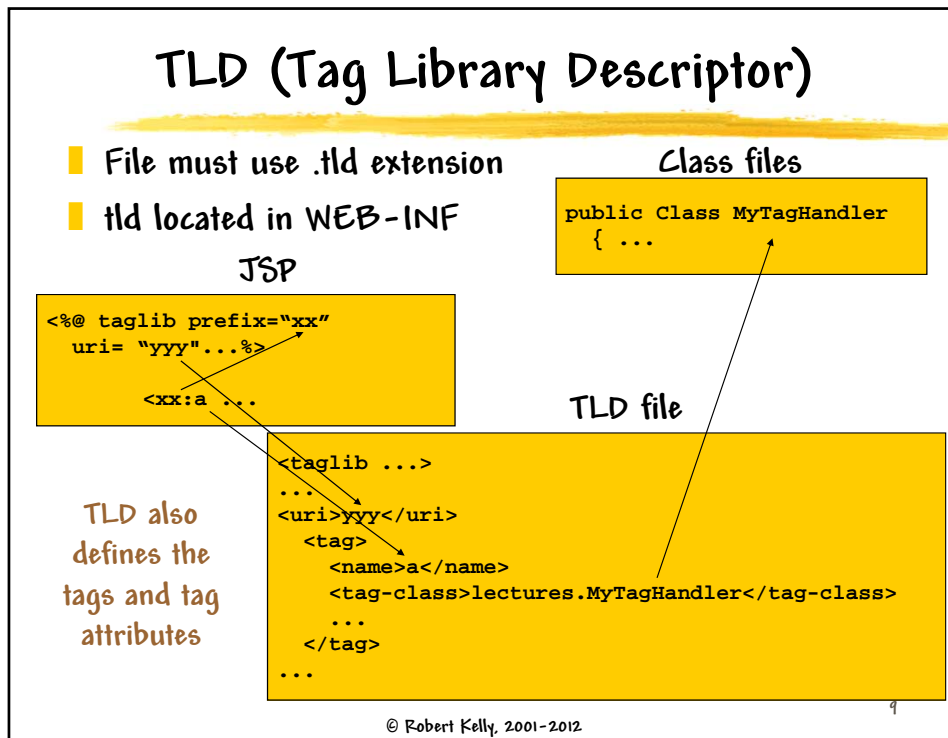 TLD (Tag Library Descriptor)
File must use .tld extension
tld located in WEB-INF
Class files
public Class MyTagHandler
{ ...
JSP
<%@ taglib prefix=“xx”
uri= “yyy"...%>
<xx:a ...
TLD file
<taglib ...>
...
<uri>yyy</uri>
<tag>
<name>a</name>
<tag-class>lectures.MyTagHandler</tag-class>
...
</tag>
...
TLD also
defines the
tags and tag
attributes
9
© Robert Kelly, 2001-2012